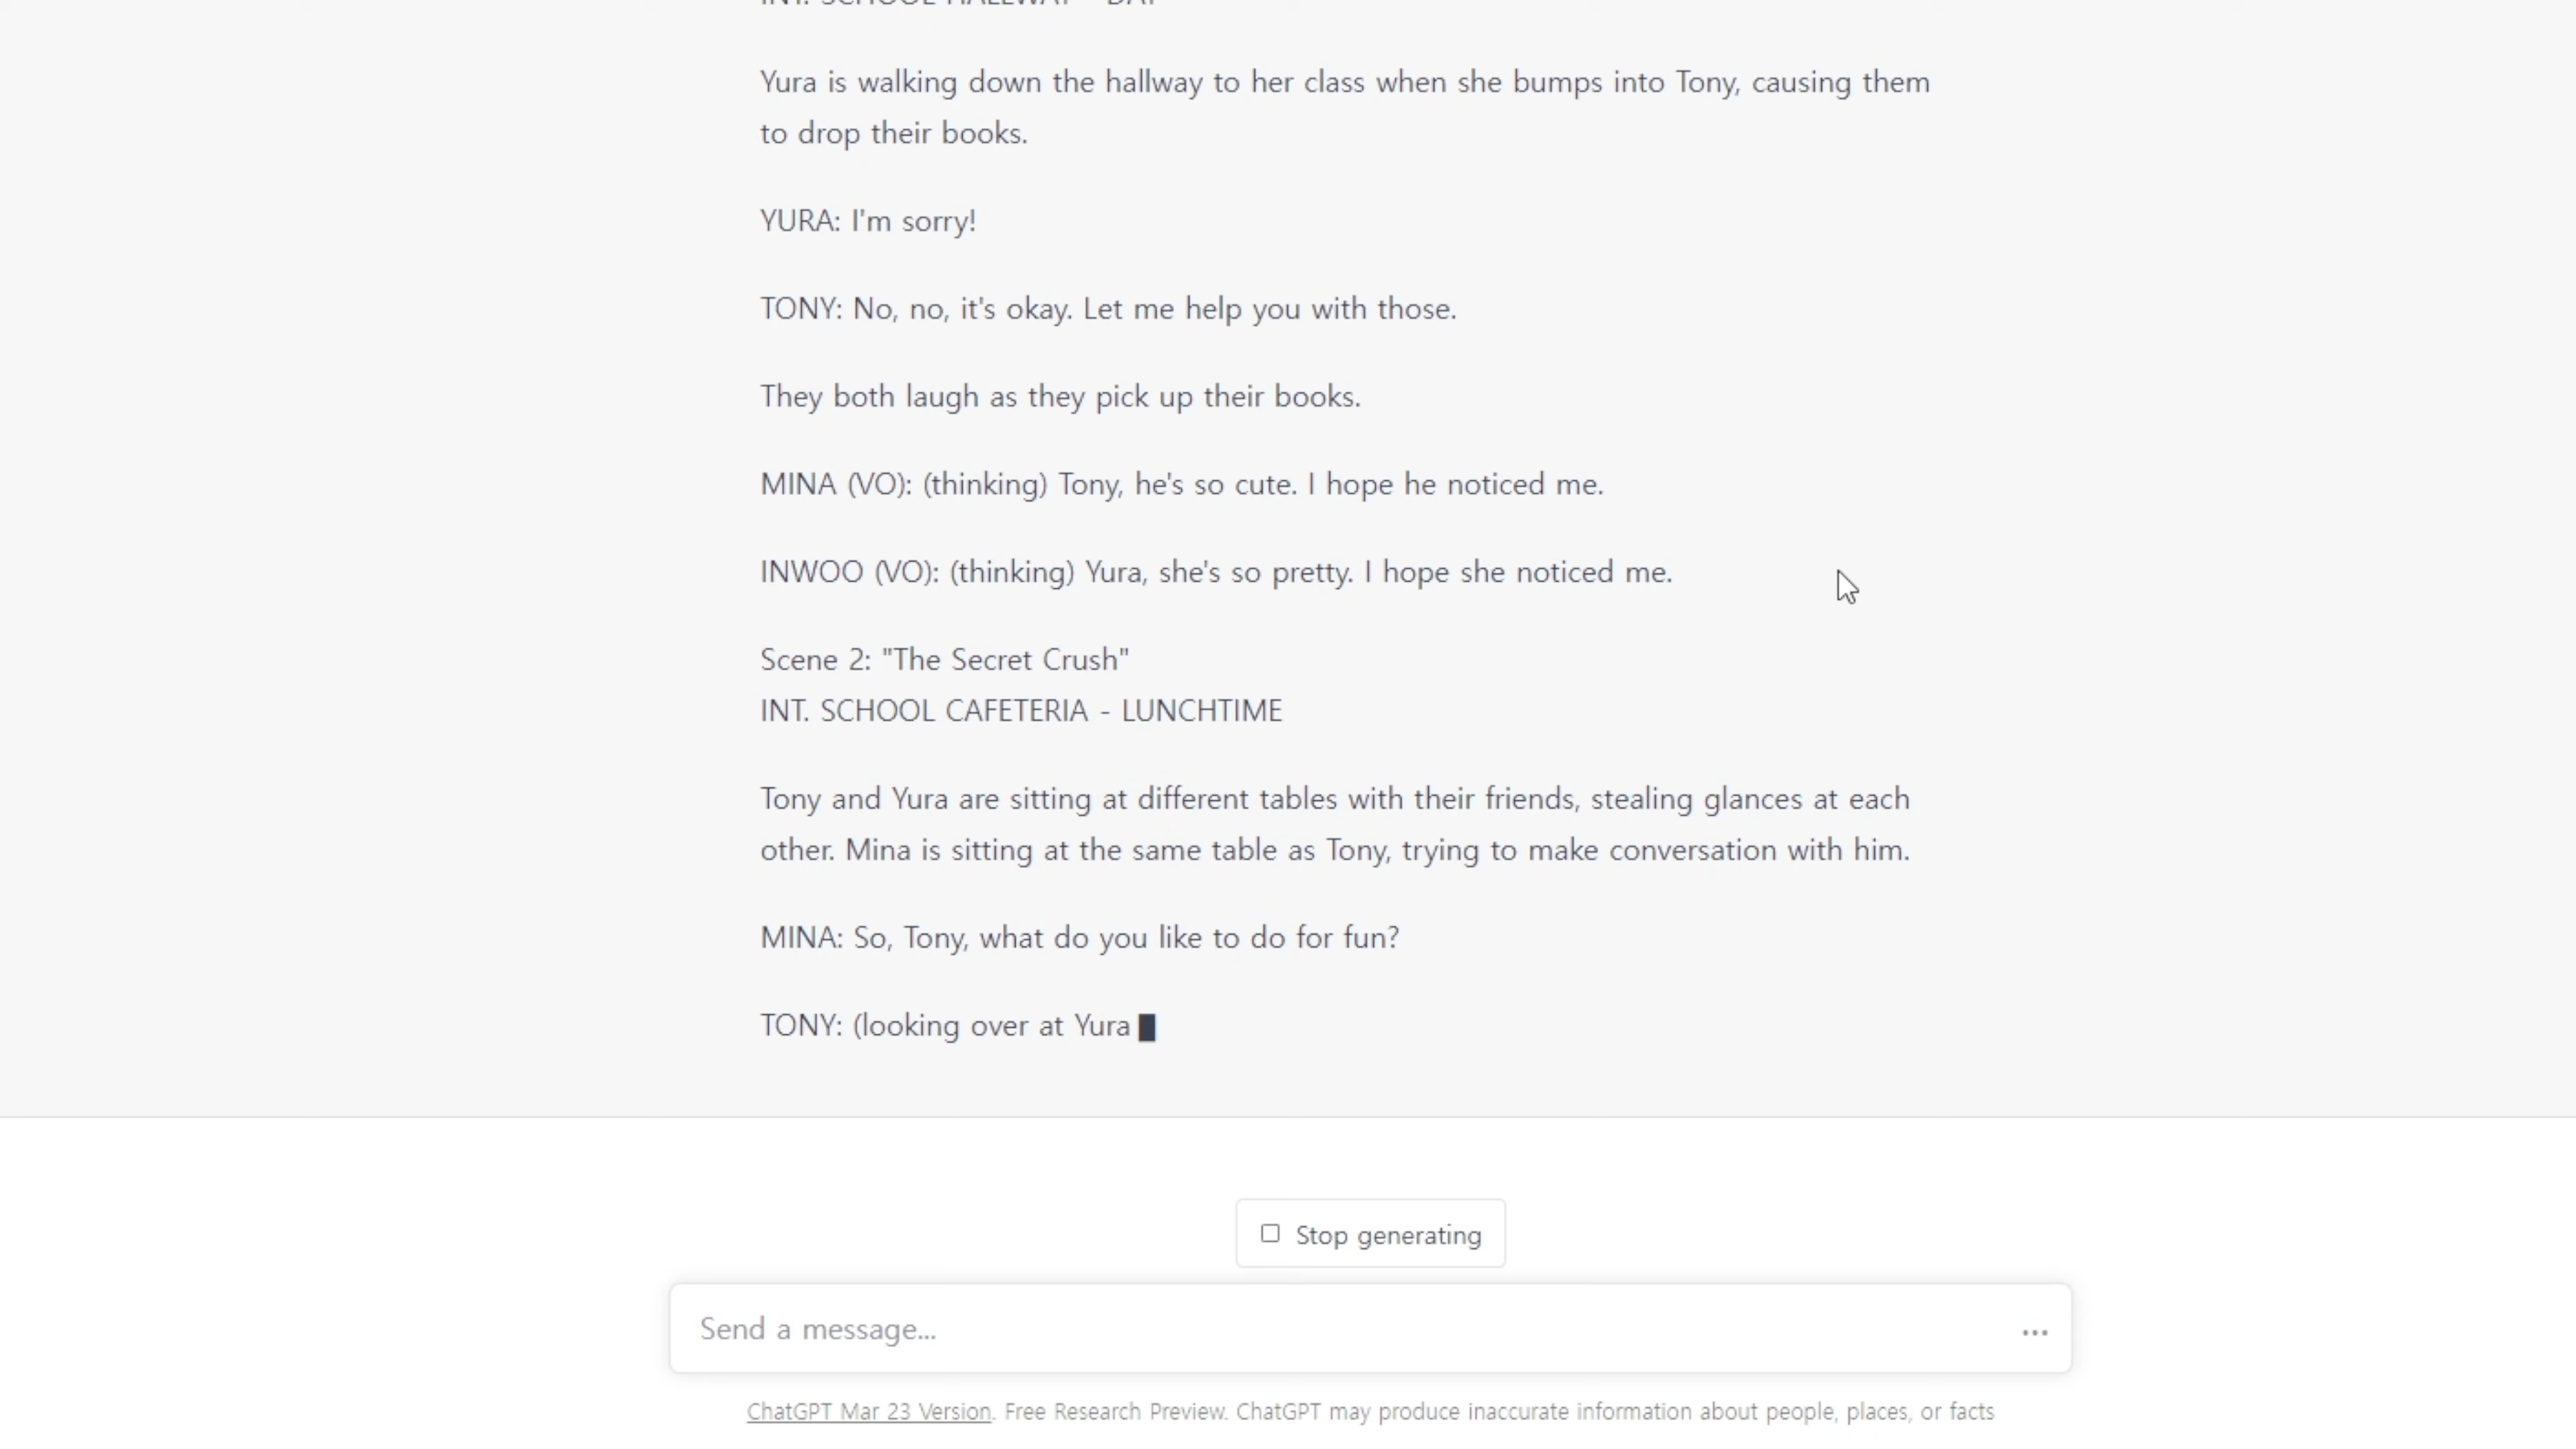 INT. SCHOOL HALLWAY - DAY
Yura is walking down the hallway to her class when she bumps into Tony, causing them
to drop their books.
YURA: I'm sorry!
TONY: No, no, it's okay. Let me help you with those.
They both laugh as they pick up their books.
MINA (VO): (thinking) Tony, he's so cute. I hope he noticed me.
INWOO (VO): (thinking) Yura, she's so pretty. I hope she noticed me.
Scene 2: "The Secret Crush"
INT. SCHOOL CAFETERIA - LUNCHTIME
Tony and Yura are sitting at different tables with their friends, stealing glances at each
other. Mina is sitting at the same table as Tony, trying to make conversation with him.
MINA: So, Tony, what do you like to do for fun?
TONY: (looking over at Yura
Stop generating
Send a message...
ChatGPT Mar 23 Version. Free Research Preview. ChatGPT may produce inaccurate information about people, places, or facts